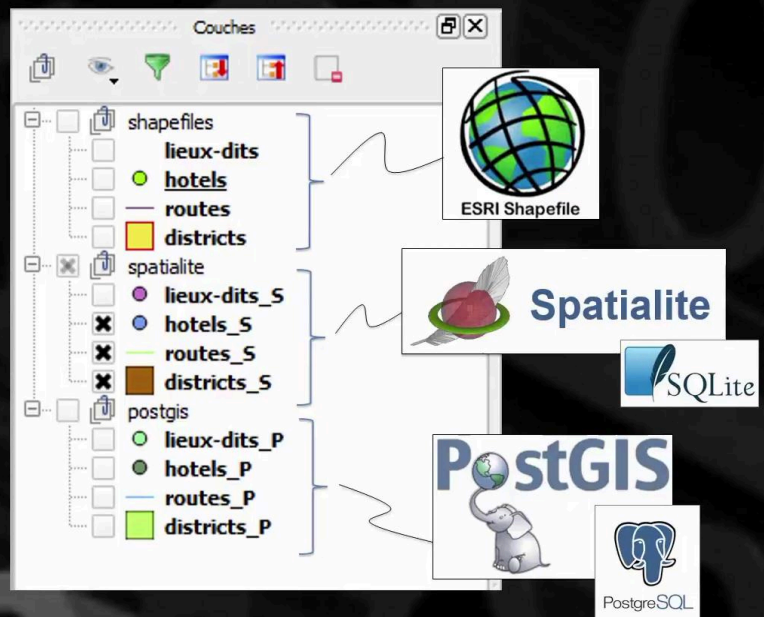 Couches
shapefiles
lieux-dits
hotels
routes
districts
spatialite
lieux-dits_S
hotels_S
routes_S
districts_S
postgis
lieux-dits_P
hotels_P
routes_P
districts_P
ESRI Shapefile
Spatialite
SQLite
PostGIS
PostgreSQL